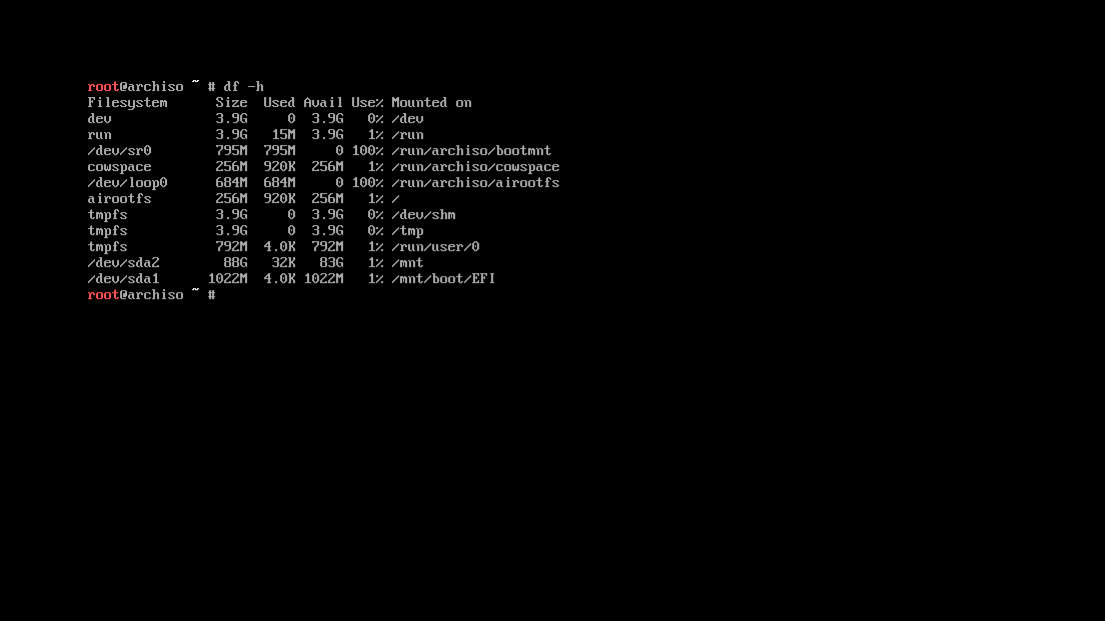 root@archiso ~ # df -h
Filesystem      Size  Used Avail Use% Mounted on
dev             3.9G     0  3.9G   0% /dev
run             3.9G   15M  3.9G   1% /run
/dev/sr0        795M  795M     0 100% /run/archiso/bootmnt
cowspace        256M  920K  256M   1% /run/archiso/cowspace
/dev/loop0      684M  684M     0 100% /run/archiso/airootfs
airootfs        256M  920K  256M   1% /
tmpfs           3.9G     0  3.9G   0% /dev/shm
tmpfs           3.9G     0  3.9G   0% /tmp
tmpfs           792M  4.0K  792M   1% /run/user/0
/dev/sda2        88G   32K   83G   1% /mnt
/dev/sda1      1022M  4.0K 1022M   1% /mnt/boot/EFI
root@archiso ~ #